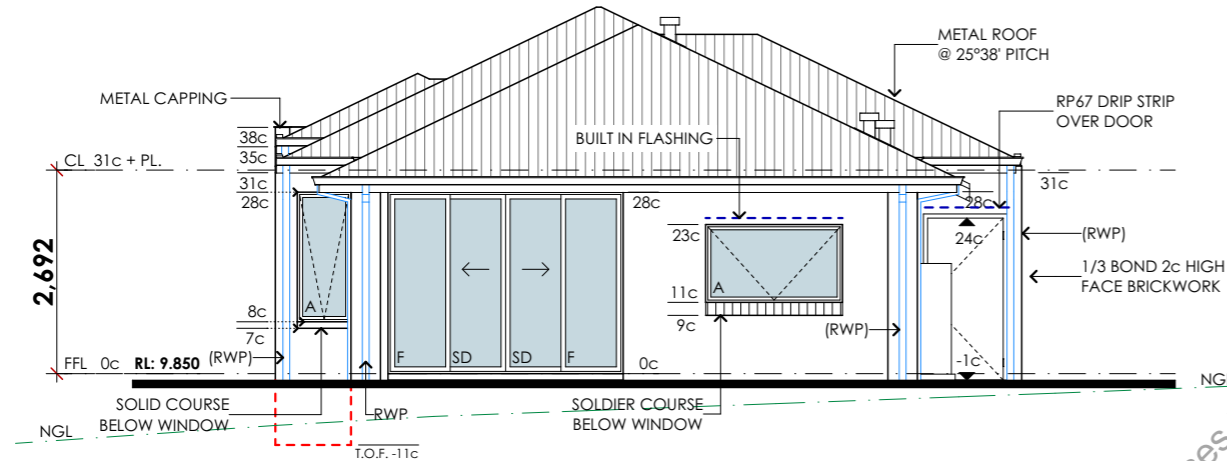 METAL ROOF
@ 25°38' PITCH
METAL CAPPING
RP67 DRIP STRIP
OVER DOOR
BUILT IN FLASHING
38c
35c
CL 31c + PL.
31c
31c
28c
28c
28c
23c
24c
2,692
(RWP)
1/3 BOND 2c HIGH
FACE BRICKWORK
A
A
11c
9c
8c
7c
(RWP)
(RWP)
F
SD
SD
F
FFL 0c RL: 9.850
0c
-1c
SOLID COURSE
BELOW WINDOW
RWP
SOLDIER COURSE
BELOW WINDOW
NGL
T.O.F. -11c